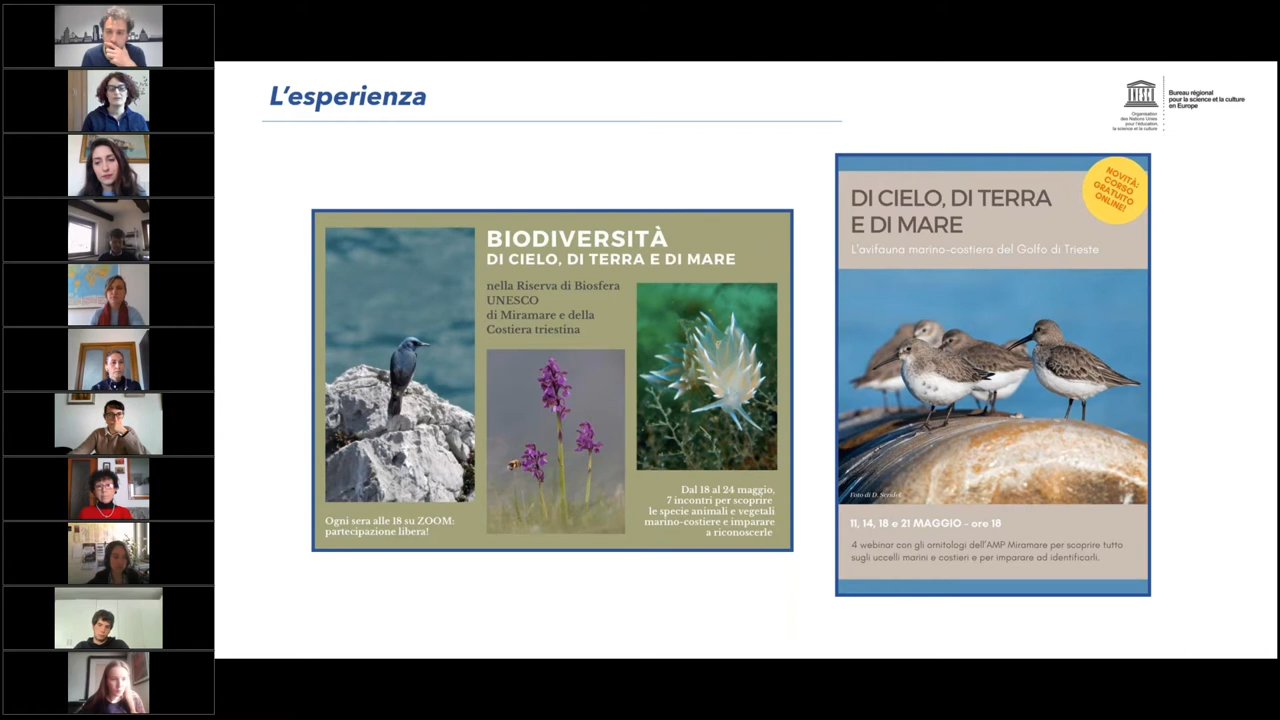 L'esperienza
UNESCO
Organisation
des Nations Unies
pour l'éducation,
la science et la culture
Bureau régional
pour la science et la culture
en Europe
BIODIVERSITÀ
DI CIELO, DI TERRA E DI MARE
nella Riserva di Biosfera
UNESCO
di Miramare e della
Costiera triestina
Ogni sera alle 18 su ZOOM:
partecipazione libera!
Dal 18 al 24 maggio,
7 incontri per scoprire
le specie animali e vegetali
marino-costiere e imparare
a riconoscerle
NOVITÀ:
CORSO
GRATUITO
ONLINE!
DI CIELO, DI TERRA
E DI MARE
L'avifauna marino-costiera del Golfo di Trieste
Foto di D. Scridel
11, 14, 18 e 21 MAGGIO - ore 18
4 webinar con gli ornitologi dell'AMP Miramare per scoprire tutto
sugli uccelli marini e costieri e per imparare ad identificarli.